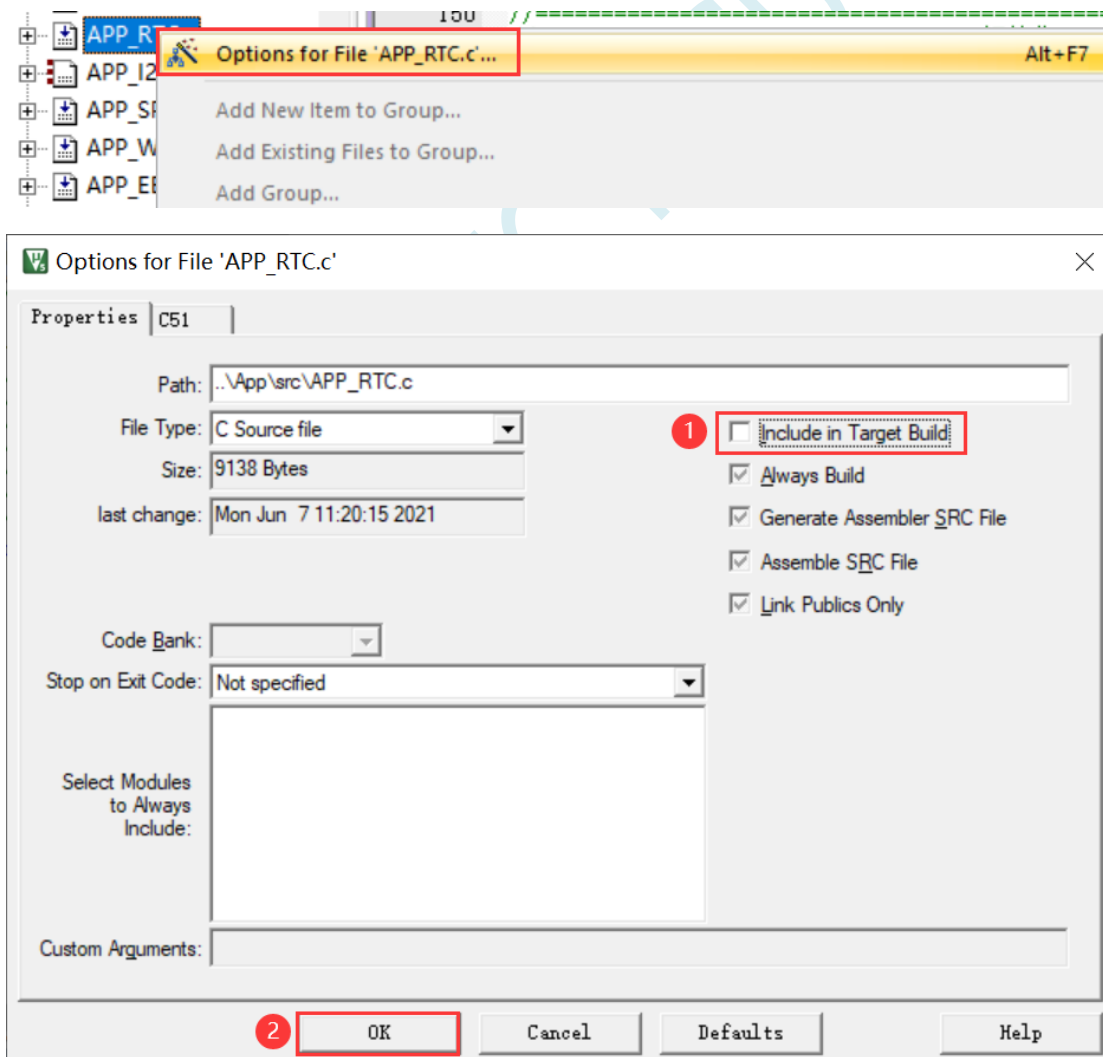 150 //==========================================
APP_RTC
Options for File 'APP_RTC.c'... Alt+F7
APP_I2
APP_SP
Add New Item to Group...
APP_W
Add Existing Files to Group...
APP_EE
Add Group...
Options for File 'APP_RTC.c'
Properties C51
Path: ..\App\src\APP_RTC.c
File Type: C Source file
1 Include in Target Build
Size: 9138 Bytes
Always Build
last change: Mon Jun 7 11:20:15 2021
Generate Assembler SRC File
Assemble SRC File
Link Publics Only
Code Bank:
Stop on Exit Code: Not specified
Select Modules
to Always
Include:
Custom Arguments:
2 OK Cancel Defaults Help